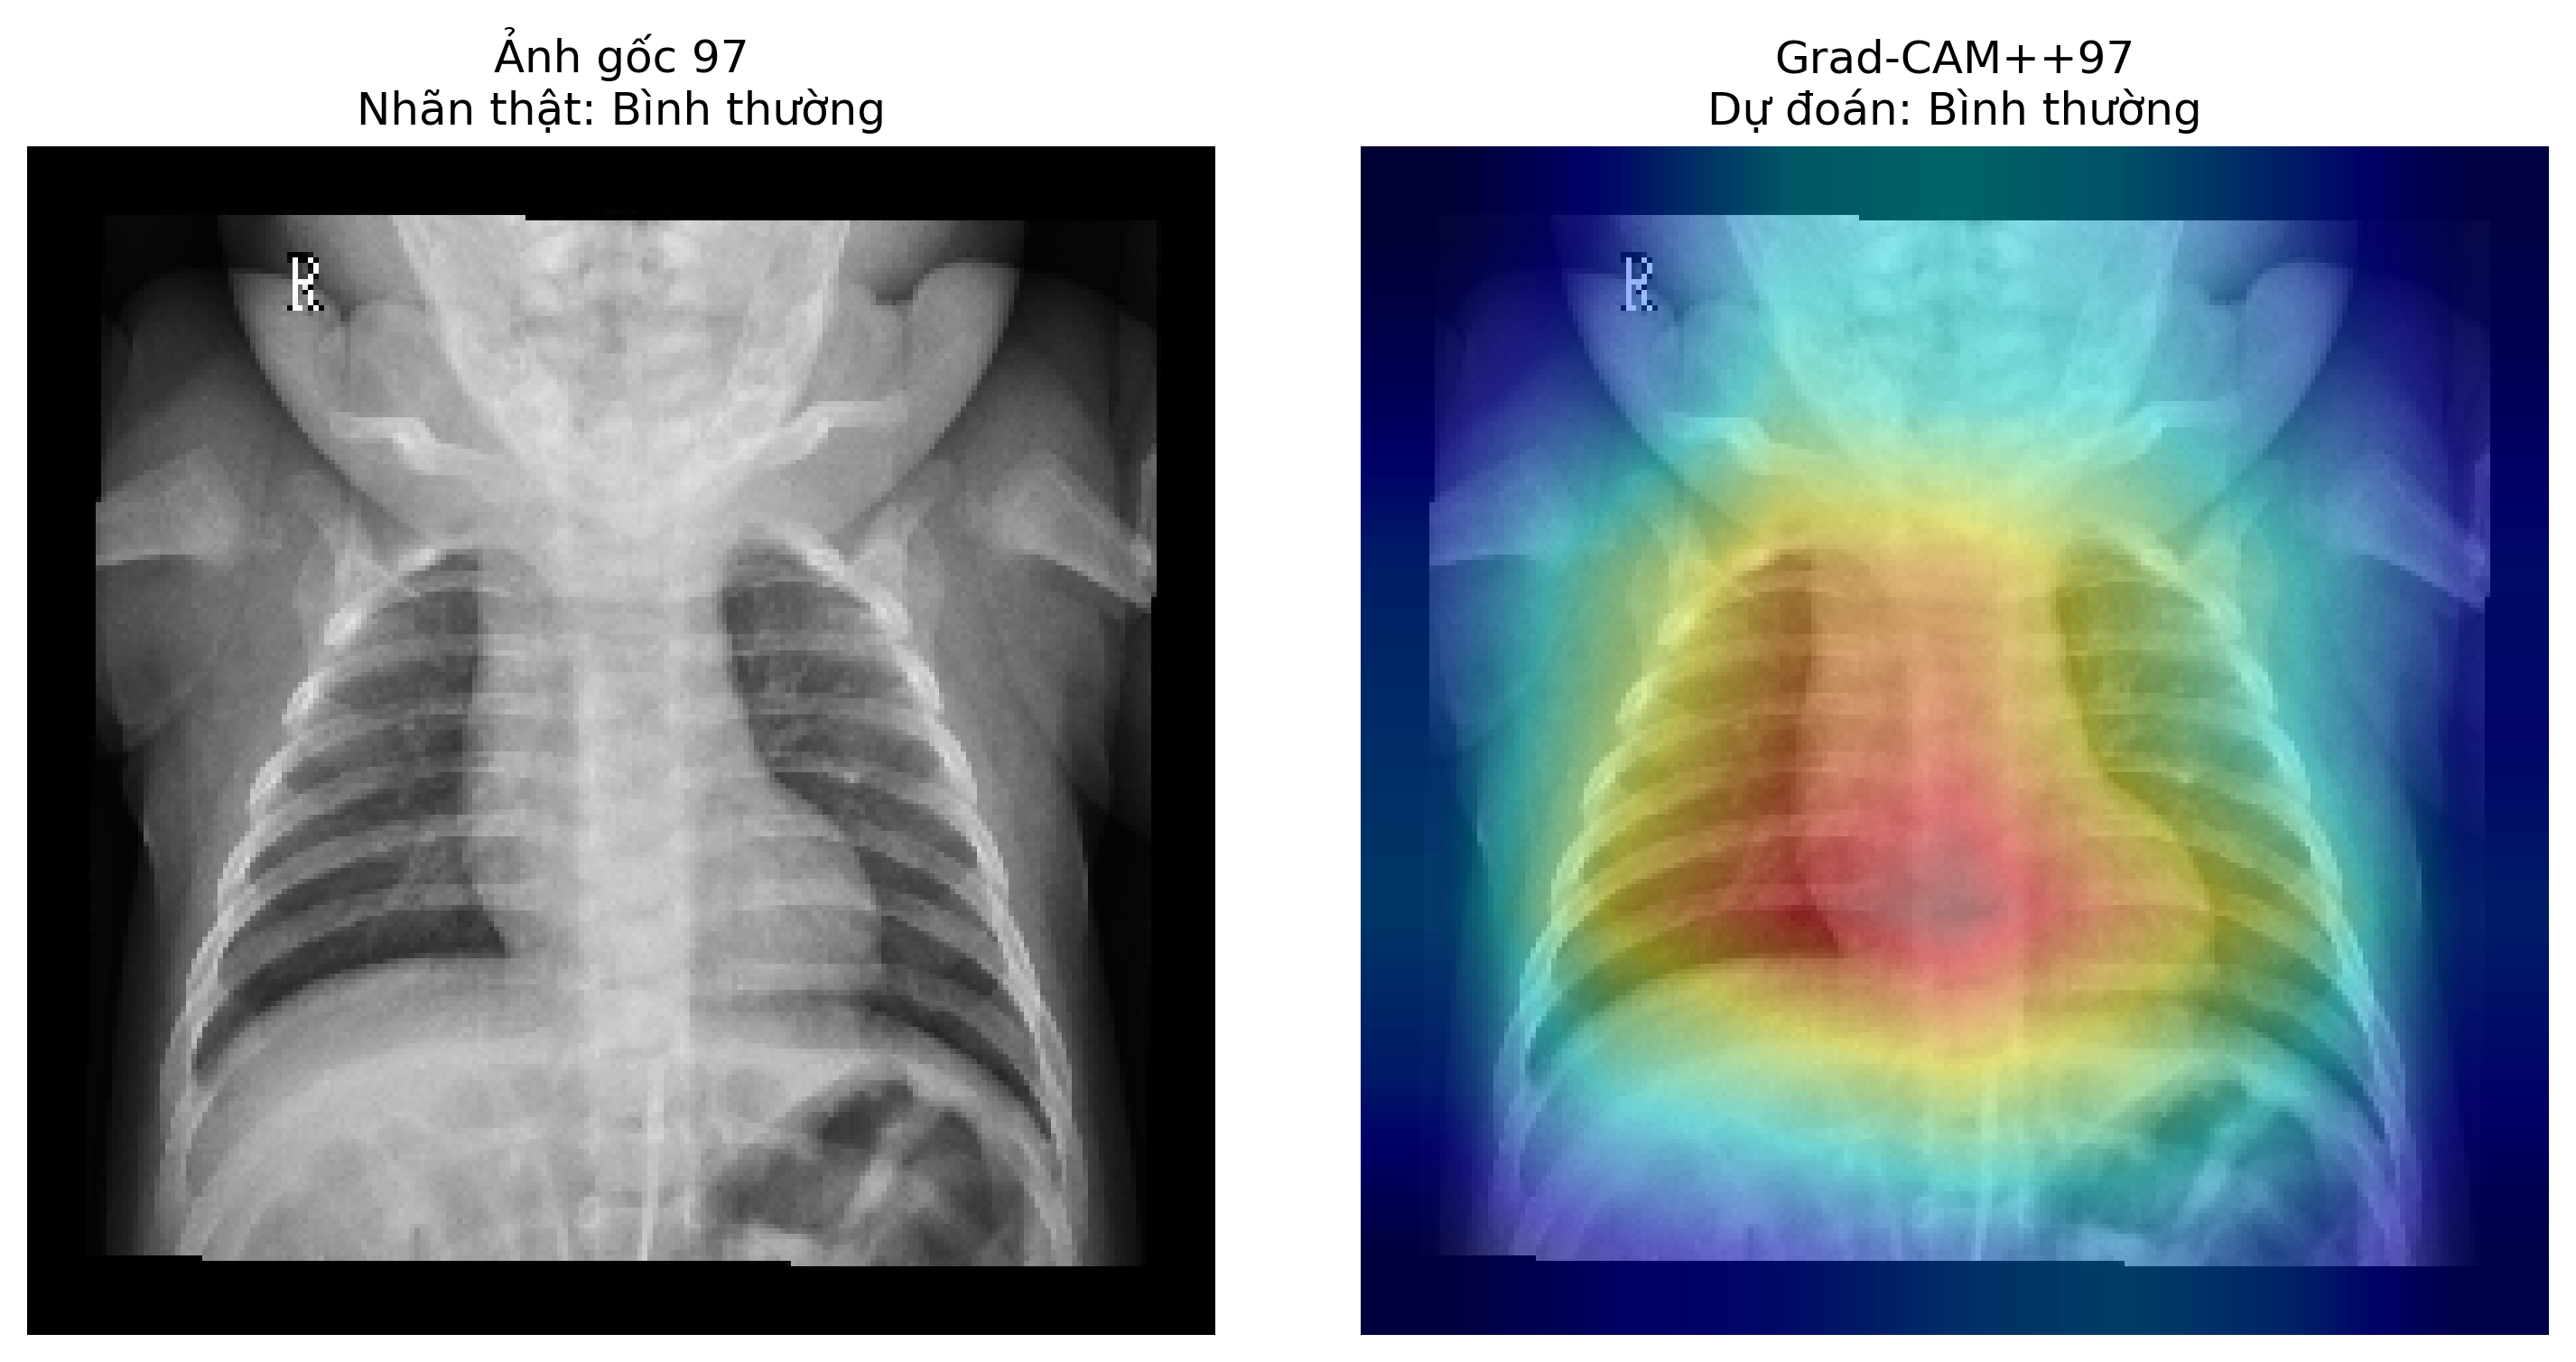 Ảnh gốc 97
Nhãn thật: Bình thường
Grad-CAM++97
Dự đoán: Bình thường
R
R